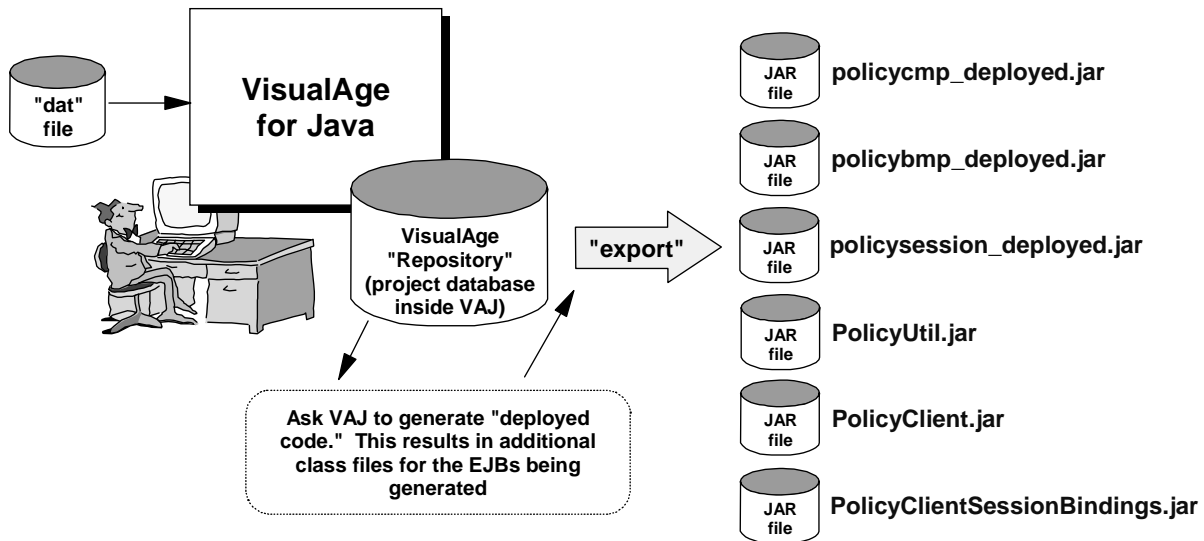 "dat"
file
VisualAge
for Java
VisualAge
"Repository"
(project database
inside VAJ)
Ask VAJ to generate "deployed
code."  This results in additional
class files for the EJBs being
generated
"export"
JAR
file
policycmp_deployed.jar
JAR
file
policybmp_deployed.jar
JAR
file
policysession_deployed.jar
JAR
file
PolicyUtil.jar
JAR
file
PolicyClient.jar
JAR
file
PolicyClientSessionBindings.jar